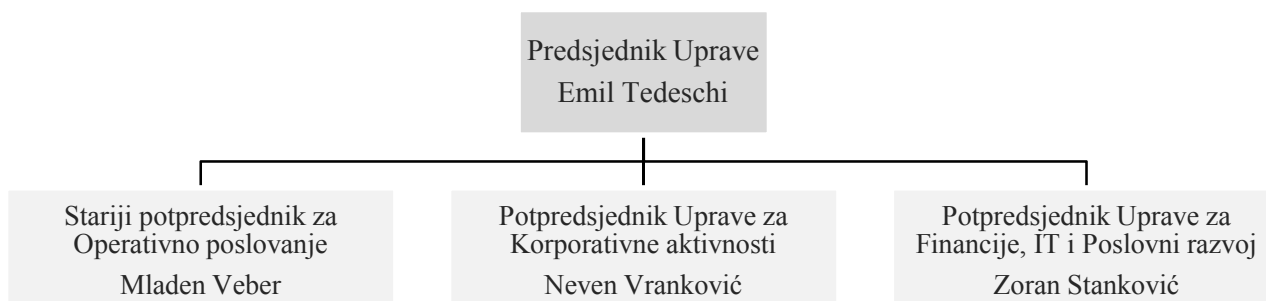 Predsjednik Uprave
Emil Tedeschi
Stariji potpredsjednik za
Operativno poslovanje
Mladen Veber
Potpredsjednik Uprave za
Korporativne aktivnosti
Neven Vranković
Potpredsjednik Uprave za
Financije, IT i Poslovni razvoj
Zoran Stanković